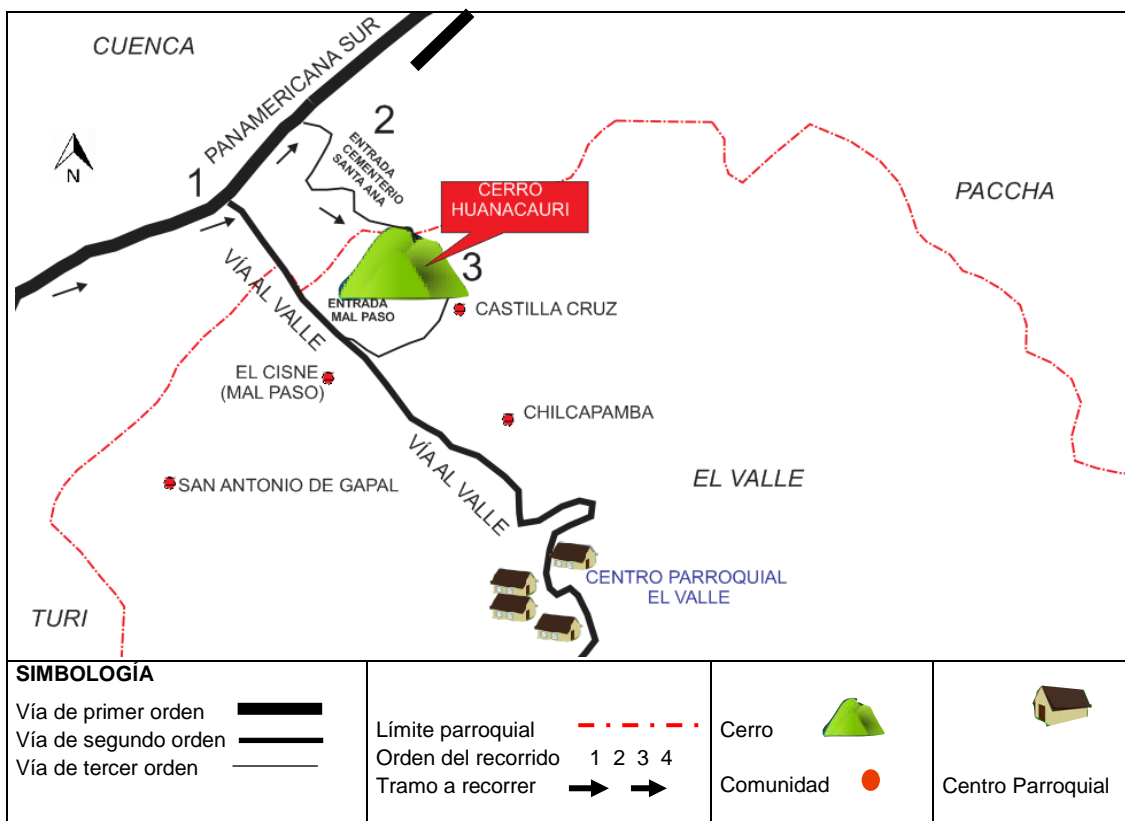 CUENCA
PANAMERICANA SUR
N
1
2
ENTRADA
CEMENTERIO
SANTA ANA
CERRO
HUANACAURI
PACCHA
3
VÍA AL VALLE
ENTRADA
MAL PASO
CASTILLA CRUZ
EL CISNE
(MAL PASO)
CHILCAPAMBA
VÍA AL VALLE
SAN ANTONIO DE GAPAL
EL VALLE
CENTRO PARROQUIAL
EL VALLE
TURI
SIMBOLOGÍA
Vía de primer orden
Vía de segundo orden
Vía de tercer orden
Límite parroquial
Orden del recorrido 1 2 3 4
Tramo a recorrer
Cerro
Comunidad
Centro Parroquial